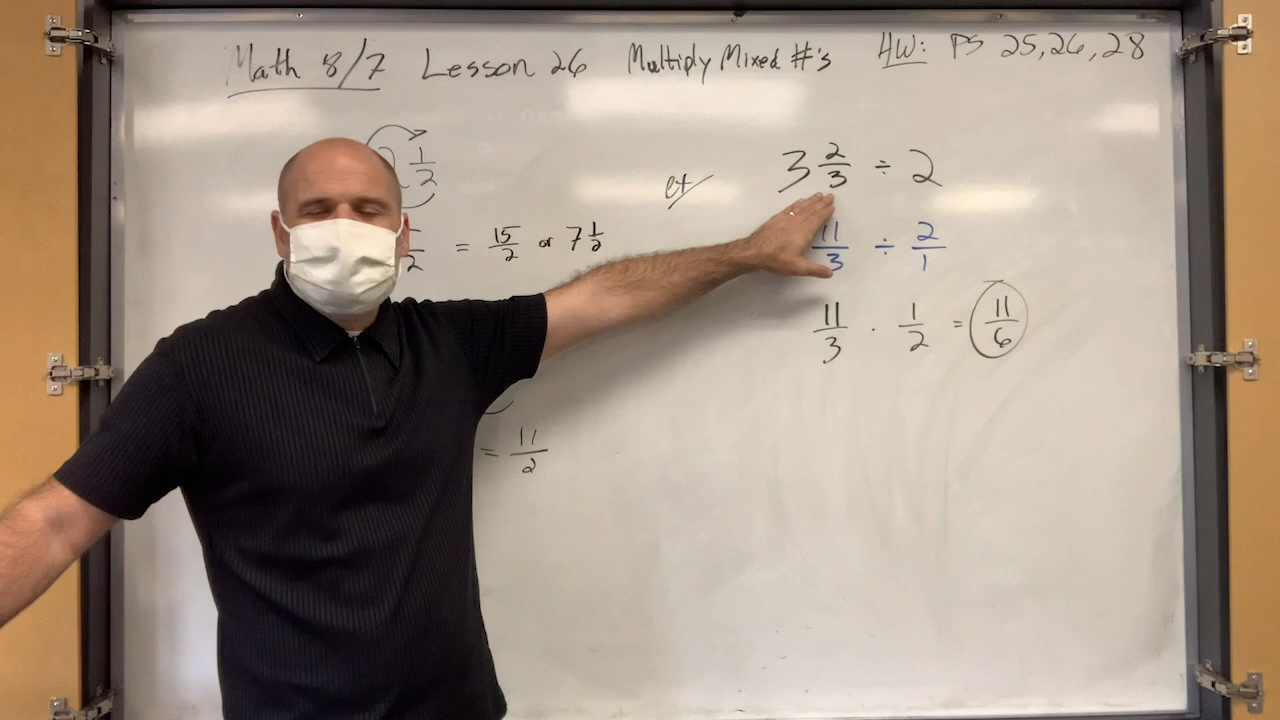 Math 8/7 Lesson 26 Multiply Mixed #'s HW: PS 25, 26, 28
1/2
/2 = 15/2 or 7 1/2
= 11/2
ex 3 2/3 ÷ 2
11/3 ÷ 2/1
11/3 · 1/2 = 11/6